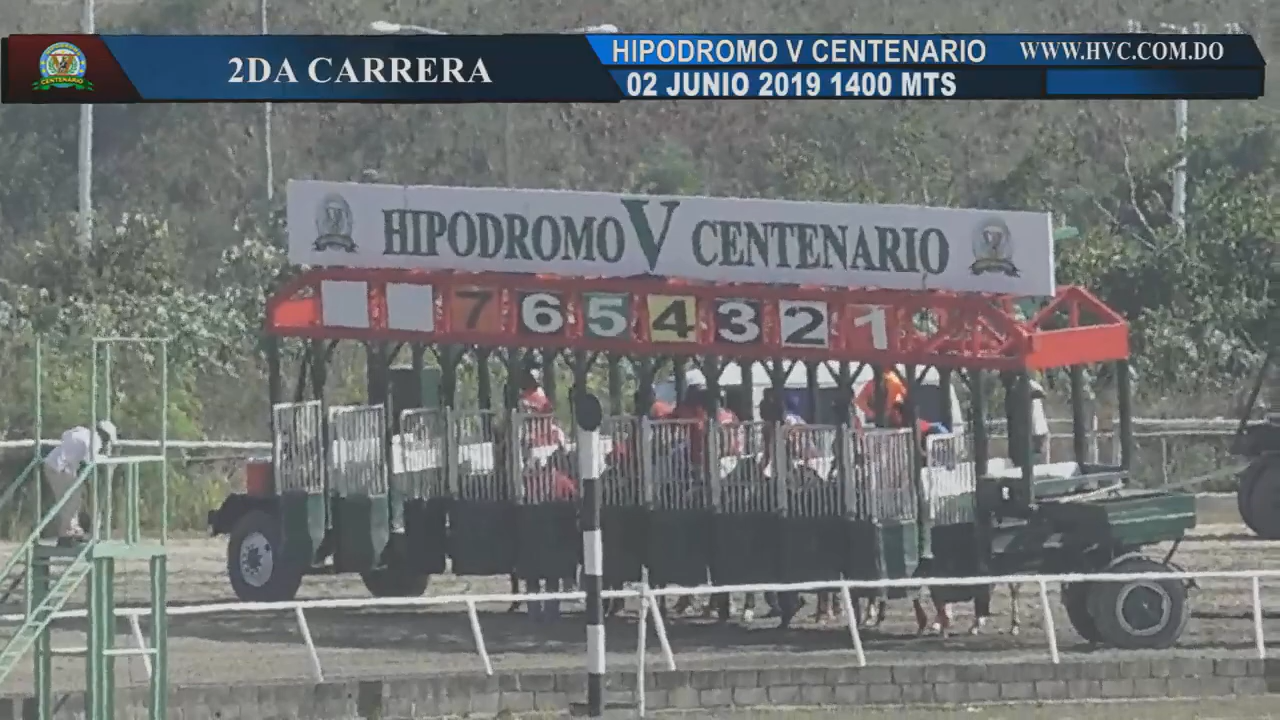 CENTENARIO
2DA CARRERA
HIPODROMO V CENTENARIO
WWW.HVC.COM.DO
02 JUNIO 2019 1400 MTS
HIPODROMO V CENTENARIO
7 6 5 4 3 2 1